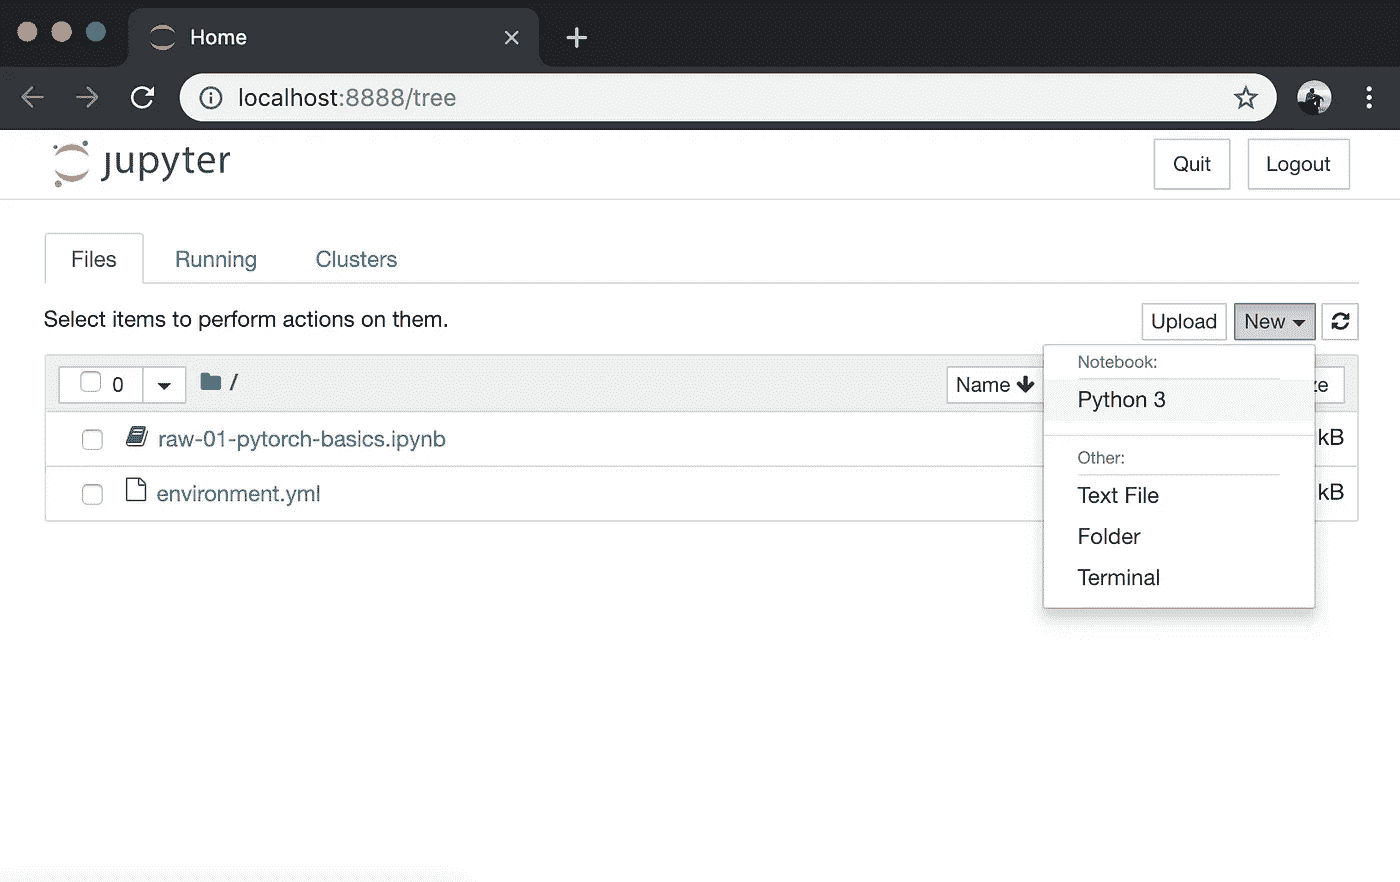 Home
localhost:8888/tree
jupyter
Quit
Logout
Files
Running
Clusters
Select items to perform actions on them.
Upload
New
0
/
Name
Notebook:
Python 3
raw-01-pytorch-basics.ipynb
kB
Other:
environment.yml
kB
Text File
Folder
Terminal